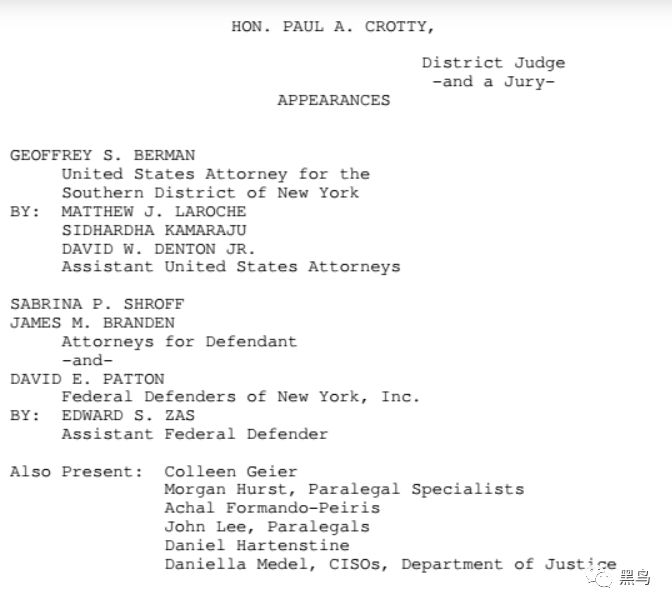 HON. PAUL A. CROTTY,
District Judge
-and a Jury-
APPEARANCES
GEOFFREY S. BERMAN
United States Attorney for the
Southern District of New York
BY: MATTHEW J. LAROCHE
SIDHARDHA KAMARAJU
DAVID W. DENTON JR.
Assistant United States Attorneys
SABRINA P. SHROFF
JAMES M. BRANDEN
Attorneys for Defendant
-and-
DAVID E. PATTON
Federal Defenders of New York, Inc.
BY: EDWARD S. ZAS
Assistant Federal Defender
Also Present: Colleen Geier
Morgan Hurst, Paralegal Specialists
Achal Formando-Peiris
John Lee, Paralegals
Daniel Hartenstine
Daniella Medel, CISOs, Department of Justice
黑鸟